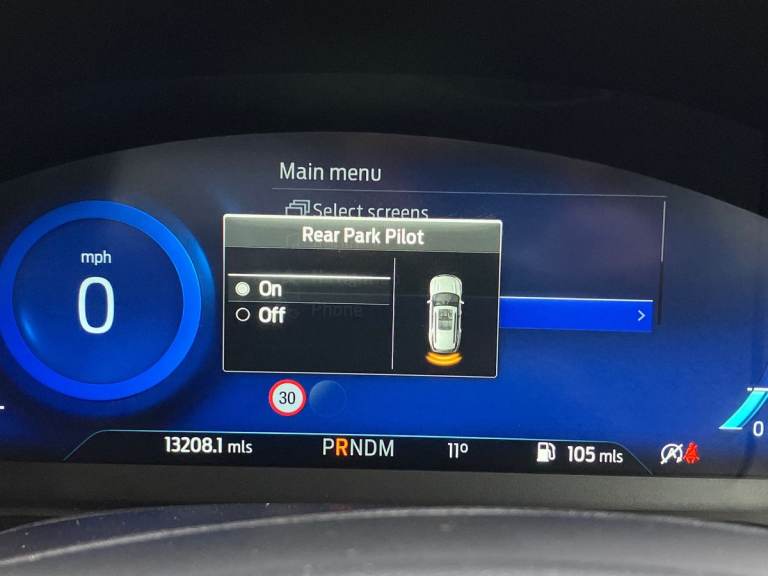 Main menu
Select screens
Rear Park Pilot
mph
0
On
Off
Phone
30
0
13208.1 mls
PRNDM
11º
105 mls